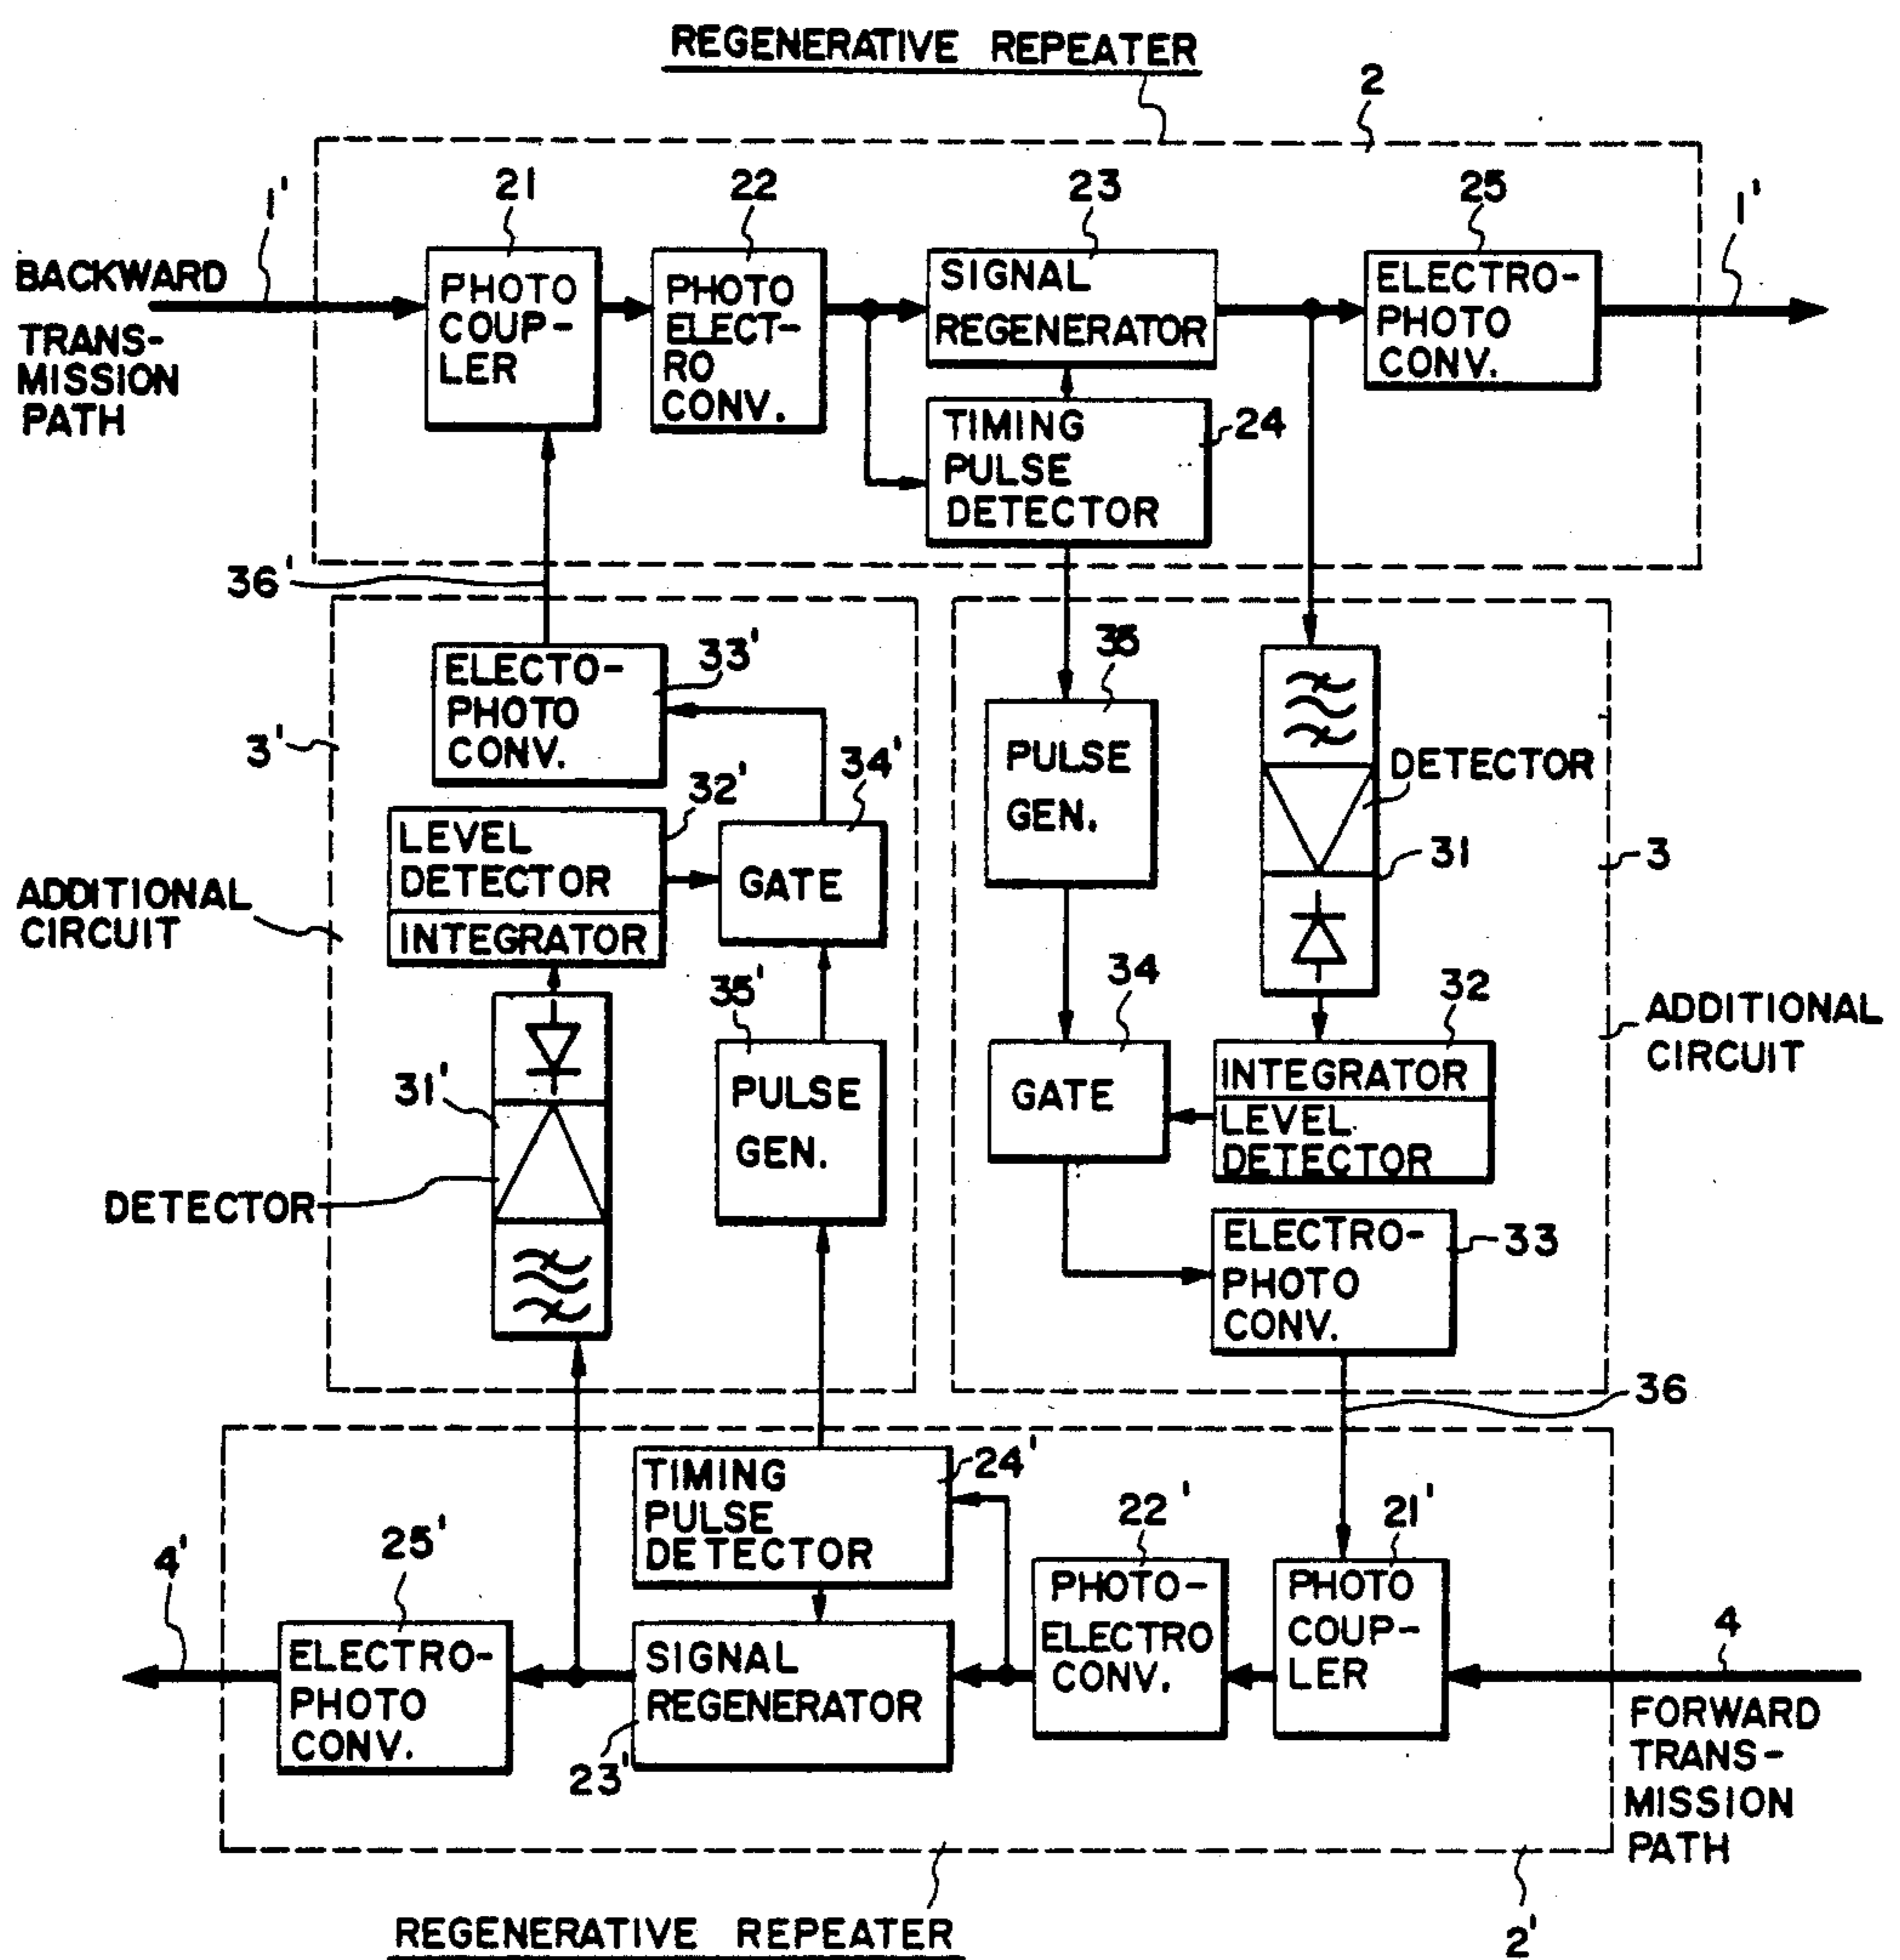 REGENERATIVE REPEATER
2
21
22
23
25
1'
1'
BACKWARD
TRANS-
MISSION
PATH
PHOTO
COUP-
LER
PHOTO
ELECT-
RO
CONV.
SIGNAL
REGENERATOR
ELECTRO-
PHOTO
CONV.
TIMING
PULSE
DETECTOR
24
36'
ELECTO-
PHOTO
CONV.
33'
3'
LEVEL
DETECTOR
INTEGRATOR
32'
34'
GATE
ADDITIONAL
CIRCUIT
35'
PULSE
GEN.
31'
DETECTOR
35
PULSE
GEN.
DETECTOR
31
3
34
GATE
32
INTEGRATOR
LEVEL
DETECTOR
ADDITIONAL
CIRCUIT
ELECTRO-
PHOTO
CONV.
33
36
TIMING
PULSE
DETECTOR
24'
22'
21'
4'
25'
ELECTRO-
PHOTO
CONV.
SIGNAL
REGENERATOR
23'
PHOTO-
ELECTRO
CONV.
PHOTO
COUP-
LER
4
FORWARD
TRANS-
MISSION
PATH
REGENERATIVE REPEATER
2'